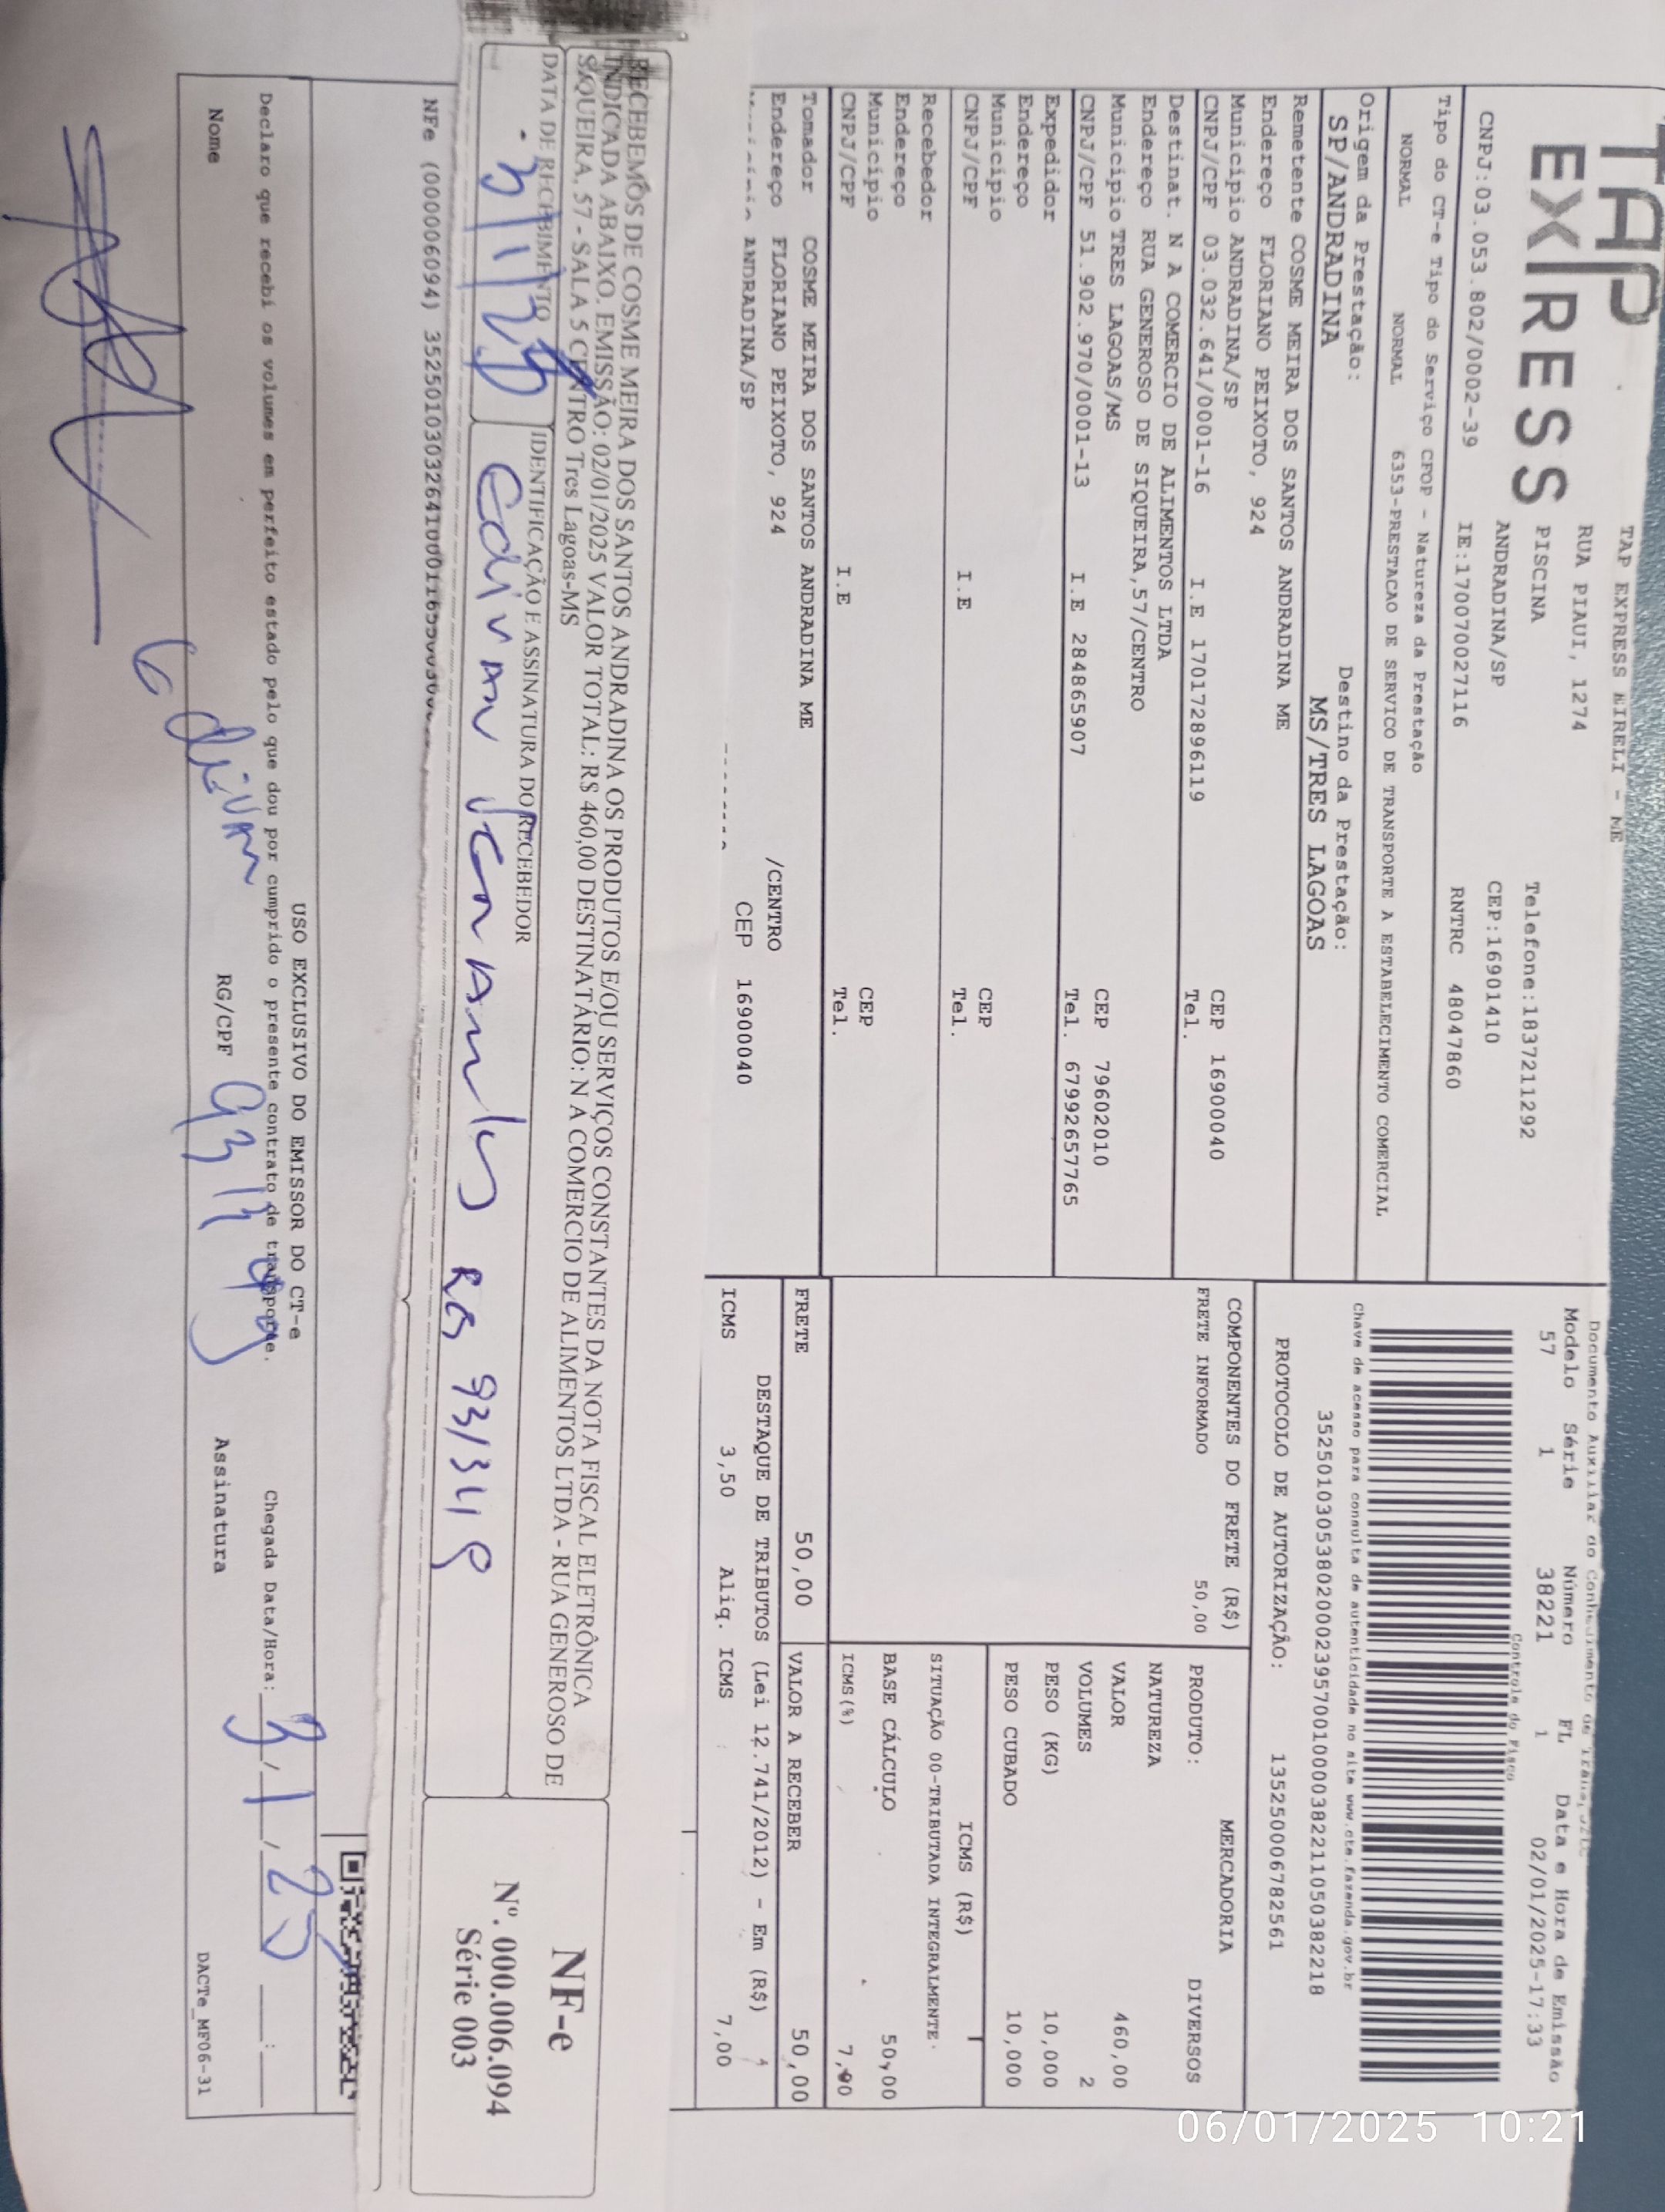 TAP
EXPRESS
TAP EXPRESS EIRELI - ME
RUA PIAUI, 1274
PISCINA Telefone:1837211292
ANDRADINA/SP CEP:16901410
CNPJ:03.053.802/0002-39 IE:170070027116 RNTRC 48047860
Tipo do CT-e Tipo do Serviço CFOP - Natureza da Prestação
NORMAL NORMAL 6353-PRESTACAO DE SERVICO DE TRANSPORTE A ESTABELECIMENTO COMERCIAL
Origem da Prestação: Destino da Prestação:
SP/ANDRADINA MS/TRES LAGOAS
Remetente COSME MEIRA DOS SANTOS ANDRADINA ME
Endereço FLORIANO PEIXOTO, 924
Município ANDRADINA/SP CEP 16900040
CNPJ/CPF 03.032.641/0001-16 I.E 170172896119 Tel.
Destinat. N A COMERCIO DE ALIMENTOS LTDA
Endereço RUA GENEROSO DE SIQUEIRA,57/CENTRO
Município TRES LAGOAS/MS CEP 79602010
CNPJ/CPF 51.902.970/0001-13 I.E 284865907 Tel. 67992657765
Expedidor
Endereço
Município CEP
CNPJ/CPF I.E Tel.
Recebedor
Endereço
Município CEP
CNPJ/CPF I.E Tel.
Tomador COSME MEIRA DOS SANTOS ANDRADINA ME
Endereço FLORIANO PEIXOTO, 924 /CENTRO
ANDRADINA/SP CEP 16900040
Documento Auxiliar do Conhecimento de
Modelo Série Número FL Data e Hora de Emissão
57 1 38221 1 02/01/2025-17:33
Controle do Fisco
Chave de acesso para consulta de autenticidade no site www.cte.fazenda.gov.br
35250103053802000239570010000382211050382218
PROTOCOLO DE AUTORIZAÇÃO: 135250006782561
COMPONENTES DO FRETE (R$)
FRETE INFORMADO 50,00
MERCADORIA
PRODUTO: DIVERSOS
NATUREZA
VALOR 460,00
VOLUMES 2
PESO (KG) 10,000
PESO CUBADO 10,000
ICMS (R$)
SITUAÇÃO 00-TRIBUTADA INTEGRALMENTE
BASE CÁLCULO 50,00
ICMS(%) 7,00
FRETE 50,00 VALOR A RECEBER 50,00
DESTAQUE DE TRIBUTOS (Lei 12.741/2012) - Em (R$)
ICMS 3,50 Aliq. ICMS 7,00
RECEBEMOS DE COSME MEIRA DOS SANTOS ANDRADINA OS PRODUTOS E/OU SERVIÇOS CONSTANTES DA NOTA FISCAL ELETRÔNICA
INDICADA ABAIXO. EMISSÃO: 02/01/2025 VALOR TOTAL: R$ 460,00 DESTINATÁRIO: N A COMERCIO DE ALIMENTOS LTDA - RUA GENEROSO DE
SIQUEIRA, 57 - SALA 5 CENTRO Tres Lagoas-MS
DATA DE RECEBIMENTO IDENTIFICAÇÃO E ASSINATURA DO RECEBEDOR
3/1/25 Edivan RG 93134
NF-e
Nº. 000.006.094
Série 003
NFe (000006094)
USO EXCLUSIVO DO EMISSOR DO CT-e
Declaro que recebi os volumes em perfeito estado pelo que dou por cumprido o presente contrato de transporte. Chegada Data/Hora: 3/1/25
Nome Edivan RG/CPF Assinatura
DACTe_MF06-31
06/01/2025 10:21